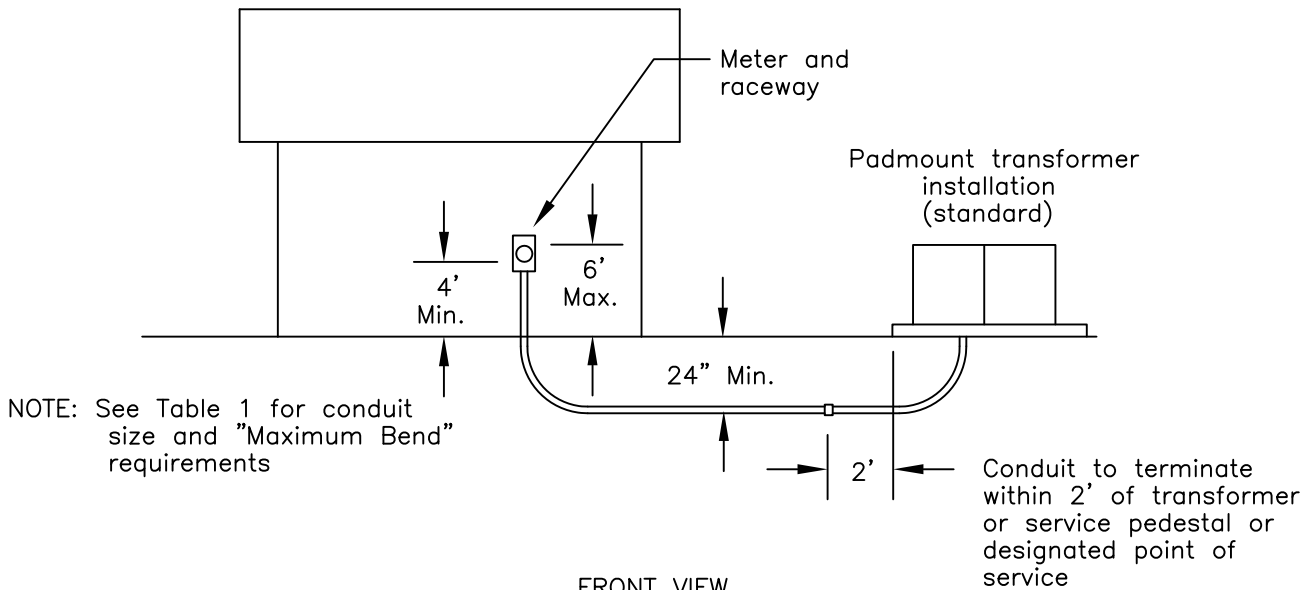 Meter and
raceway
Padmount transformer
installation
(standard)
4'
Min.
6'
Max.
24" Min.
NOTE: See Table 1 for conduit
size and "Maximum Bend"
requirements
2'
Conduit to terminate
within 2' of transformer
or service pedestal or
designated point of
service
FRONT VIEW